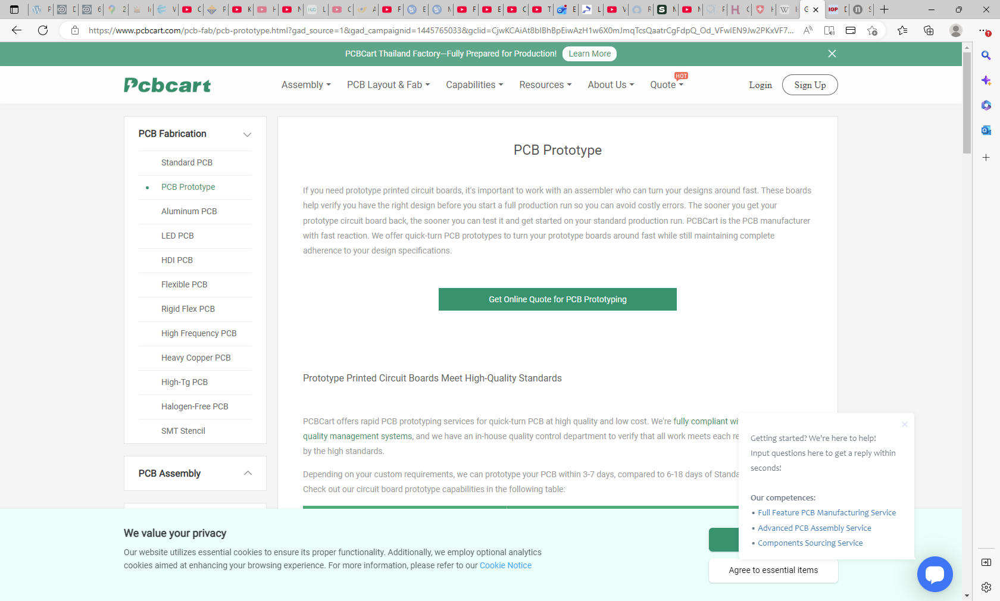 https://www.pcbcart.com/pcb-fab/pcb-prototype.html?gad_source=1&gad_campaignid=1445765033&gclid=CjwKCAiAt8bIBhBpEiwAzH1w6X0mJmqTcsQaatrCgFdpQ_Od_VFwIEN9Jw2PKxVF7...
PCBCart Thailand Factory—Fully Prepared for Production! Learn More
Pcbcart
Assembly PCB Layout & Fab Capabilities Resources About Us Quote HOT
Login Sign Up
PCB Fabrication
Standard PCB
PCB Prototype
Aluminum PCB
LED PCB
HDI PCB
Flexible PCB
Rigid Flex PCB
High Frequency PCB
Heavy Copper PCB
High-Tg PCB
Halogen-Free PCB
SMT Stencil
PCB Assembly
PCB Prototype
If you need prototype printed circuit boards, it's important to work with an assembler who can turn your designs around fast. These boards
help verify you have the right design before you start a full production run so you can avoid costly errors. The sooner you get your
prototype circuit board back, the sooner you can test it and get started on your standard production run. PCBCart is the PCB manufacturer
with fast reaction. We offer quick-turn PCB prototypes to turn your prototype boards around fast while still maintaining complete
adherence to your design specifications.
Get Online Quote for PCB Prototyping
Prototype Printed Circuit Boards Meet High-Quality Standards
PCBCart offers rapid PCB prototyping services for quick-turn PCB at high quality and low cost. We're fully compliant wi
quality management systems, and we have an in-house quality control department to verify that all work meets each re
by the high standards.
Depending on your custom requirements, we can prototype your PCB within 3-7 days, compared to 6-18 days of Standa
Check out our circuit board prototype capabilities in the following table:
Getting started? We're here to help!
Input questions here to get a reply within
seconds!
Our competences:
• Full Feature PCB Manufacturing Service
• Advanced PCB Assembly Service
• Components Sourcing Service
We value your privacy
Our website utilizes essential cookies to ensure its proper functionality. Additionally, we employ optional analytics
cookies aimed at enhancing your browsing experience. For more information, please refer to our Cookie Notice
Agree to essential items